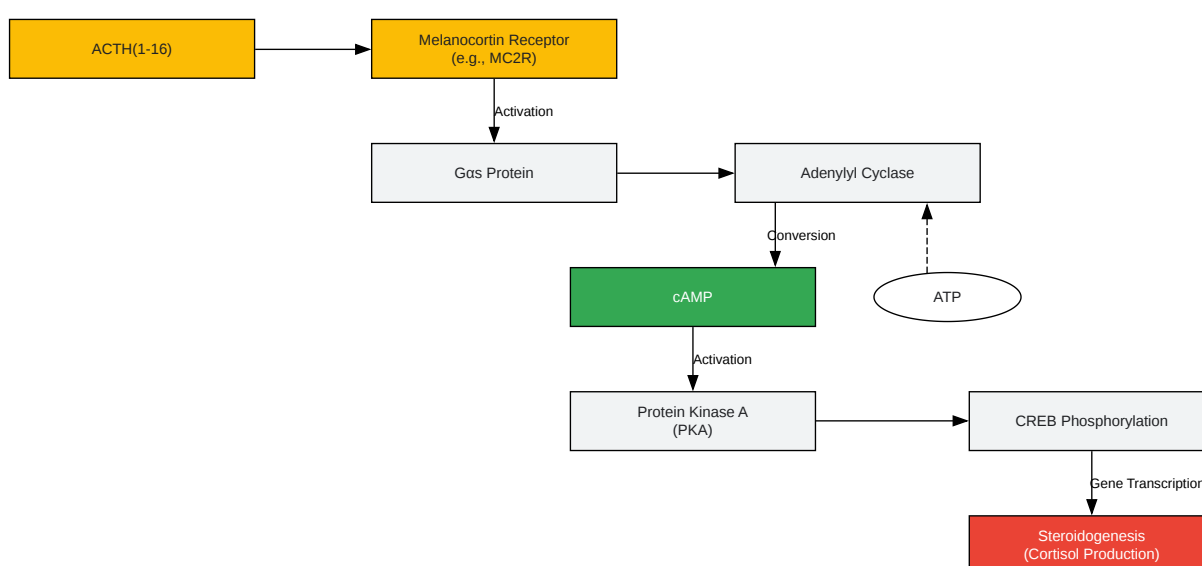 ACTH(1-16)
Melanocortin Receptor
(e.g., MC2R)
Activation
Gαs Protein
Adenylyl Cyclase
Conversion
cAMP
ATP
Activation
Protein Kinase A
(PKA)
CREB Phosphorylation
Gene Transcription
Steroidogenesis
(Cortisol Production)